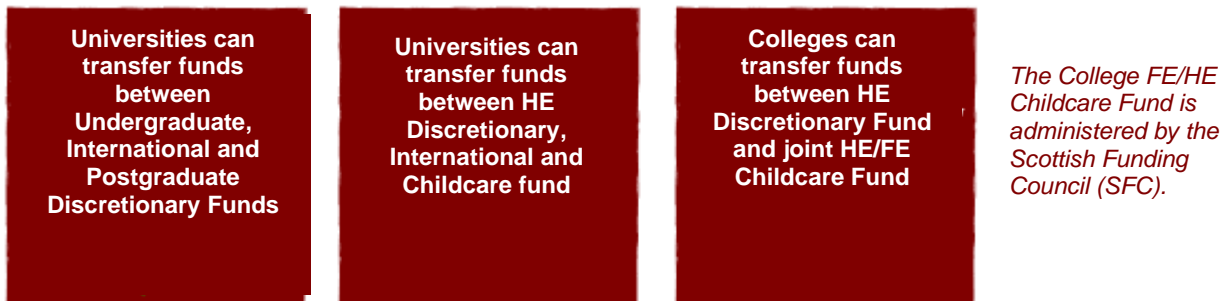 Universities can
transfer funds
between
Undergraduate,
International and
Postgraduate
Discretionary Funds
Universities can
transfer funds
between HE
Discretionary,
International and
Childcare fund
Colleges can
transfer funds
between HE
Discretionary Fund
and joint HE/FE
Childcare Fund
The College FE/HE
Childcare Fund is
administered by the
Scottish Funding
Council (SFC).